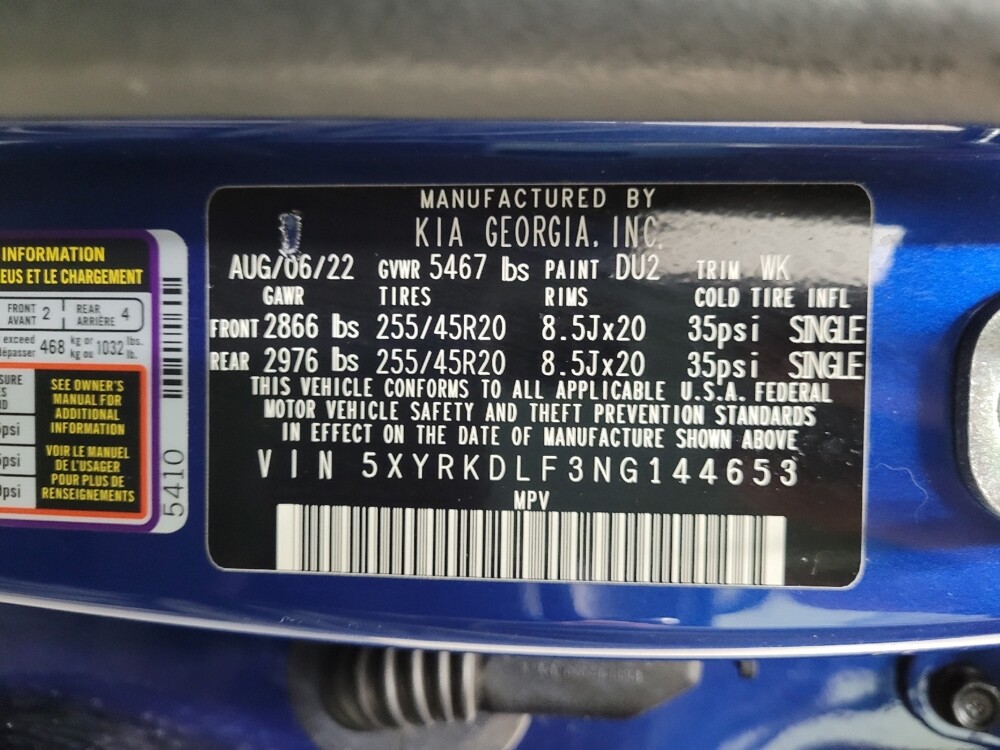 INFORMATION
EUS ET LE CHARGEMENT
FRONT AVANT 2 REAR ARRIÈRE 4
exceed dépasser 468 kg or kg ou 1032 lbs. lb.
psi
psi
psi
SEE OWNER'S
MANUAL FOR
ADDITIONAL
INFORMATION
VOIR LE MANUEL
DE L'USAGER
POUR PLUS DE
RENSEIGNEMENTS
5410
MANUFACTURED BY
KIA GEORGIA, INC.
AUG/06/22 GVWR 5467 lbs PAINT DU2 TRIM WK
GAWR TIRES RIMS COLD TIRE INFL
FRONT 2866 lbs 255/45R20 8.5Jx20 35psi SINGLE
REAR 2976 lbs 255/45R20 8.5Jx20 35psi SINGLE
THIS VEHICLE CONFORMS TO ALL APPLICABLE U.S.A. FEDERAL
MOTOR VEHICLE SAFETY AND THEFT PREVENTION STANDARDS
IN EFFECT ON THE DATE OF MANUFACTURE SHOWN ABOVE
VIN 5XYRKDLF3NG144653
MPV